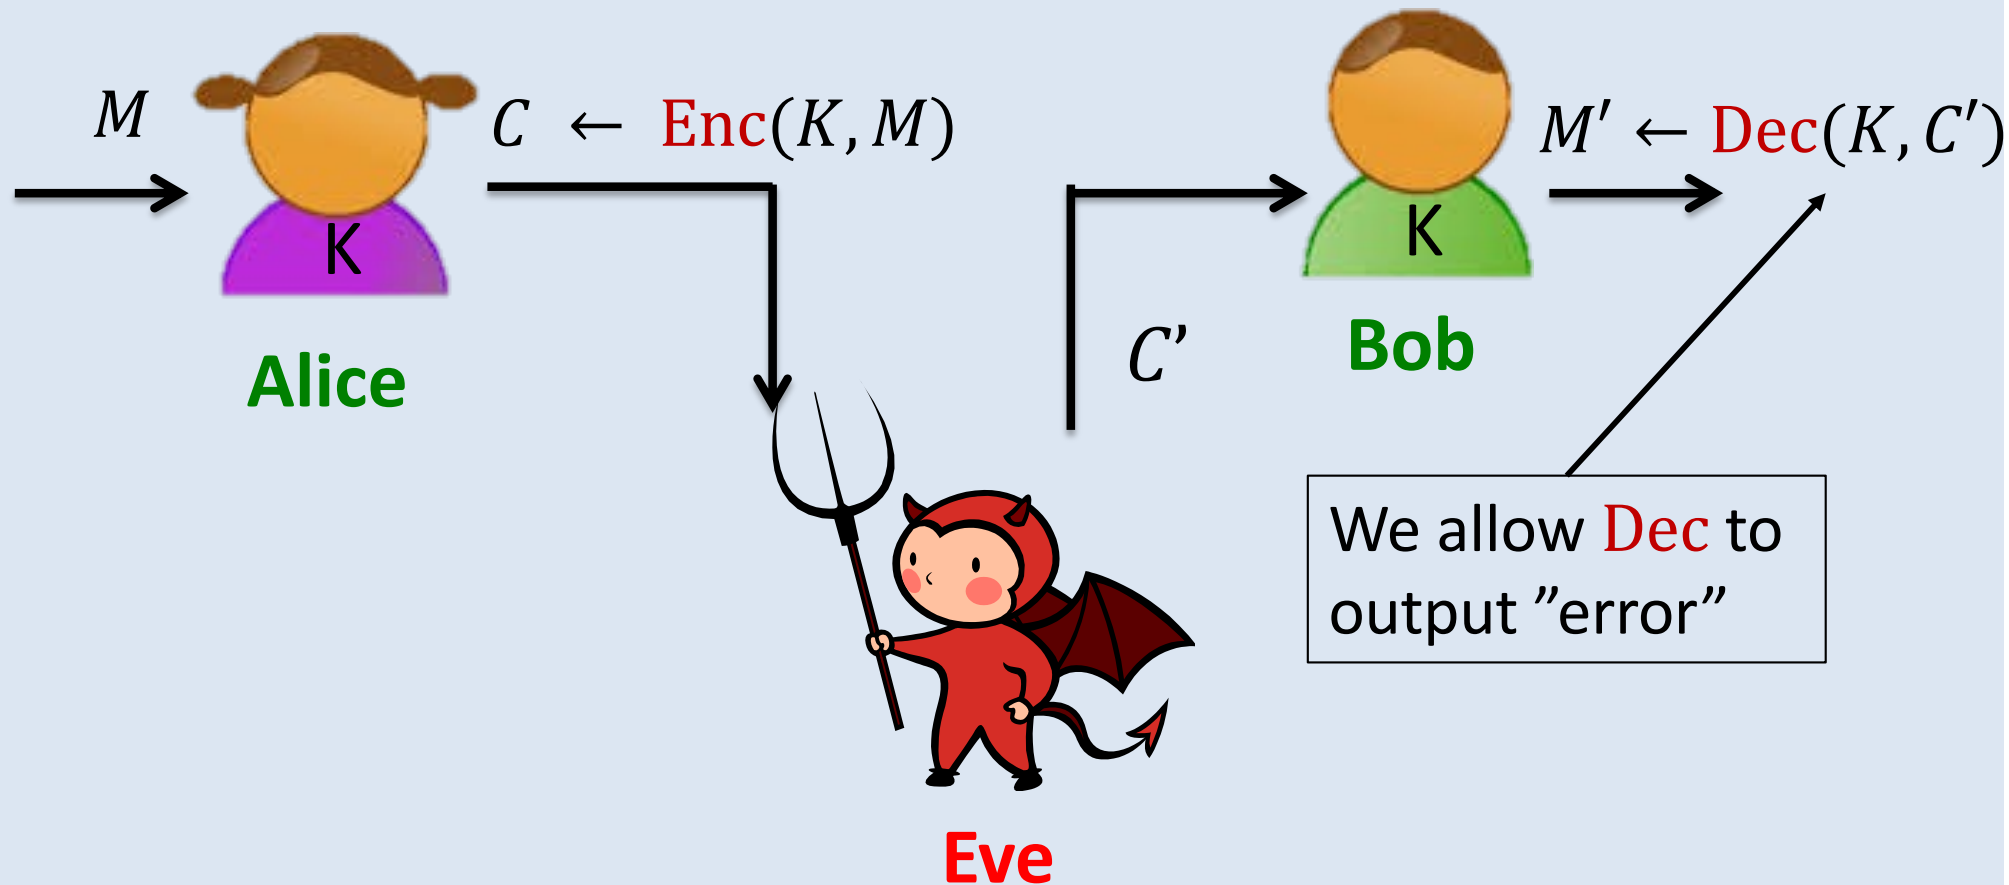 M
C ← Enc(K, M)
M′ ← Dec(K, C′)
K
K
Alice
C’
Bob
We allow Dec to
output ”error”
Eve